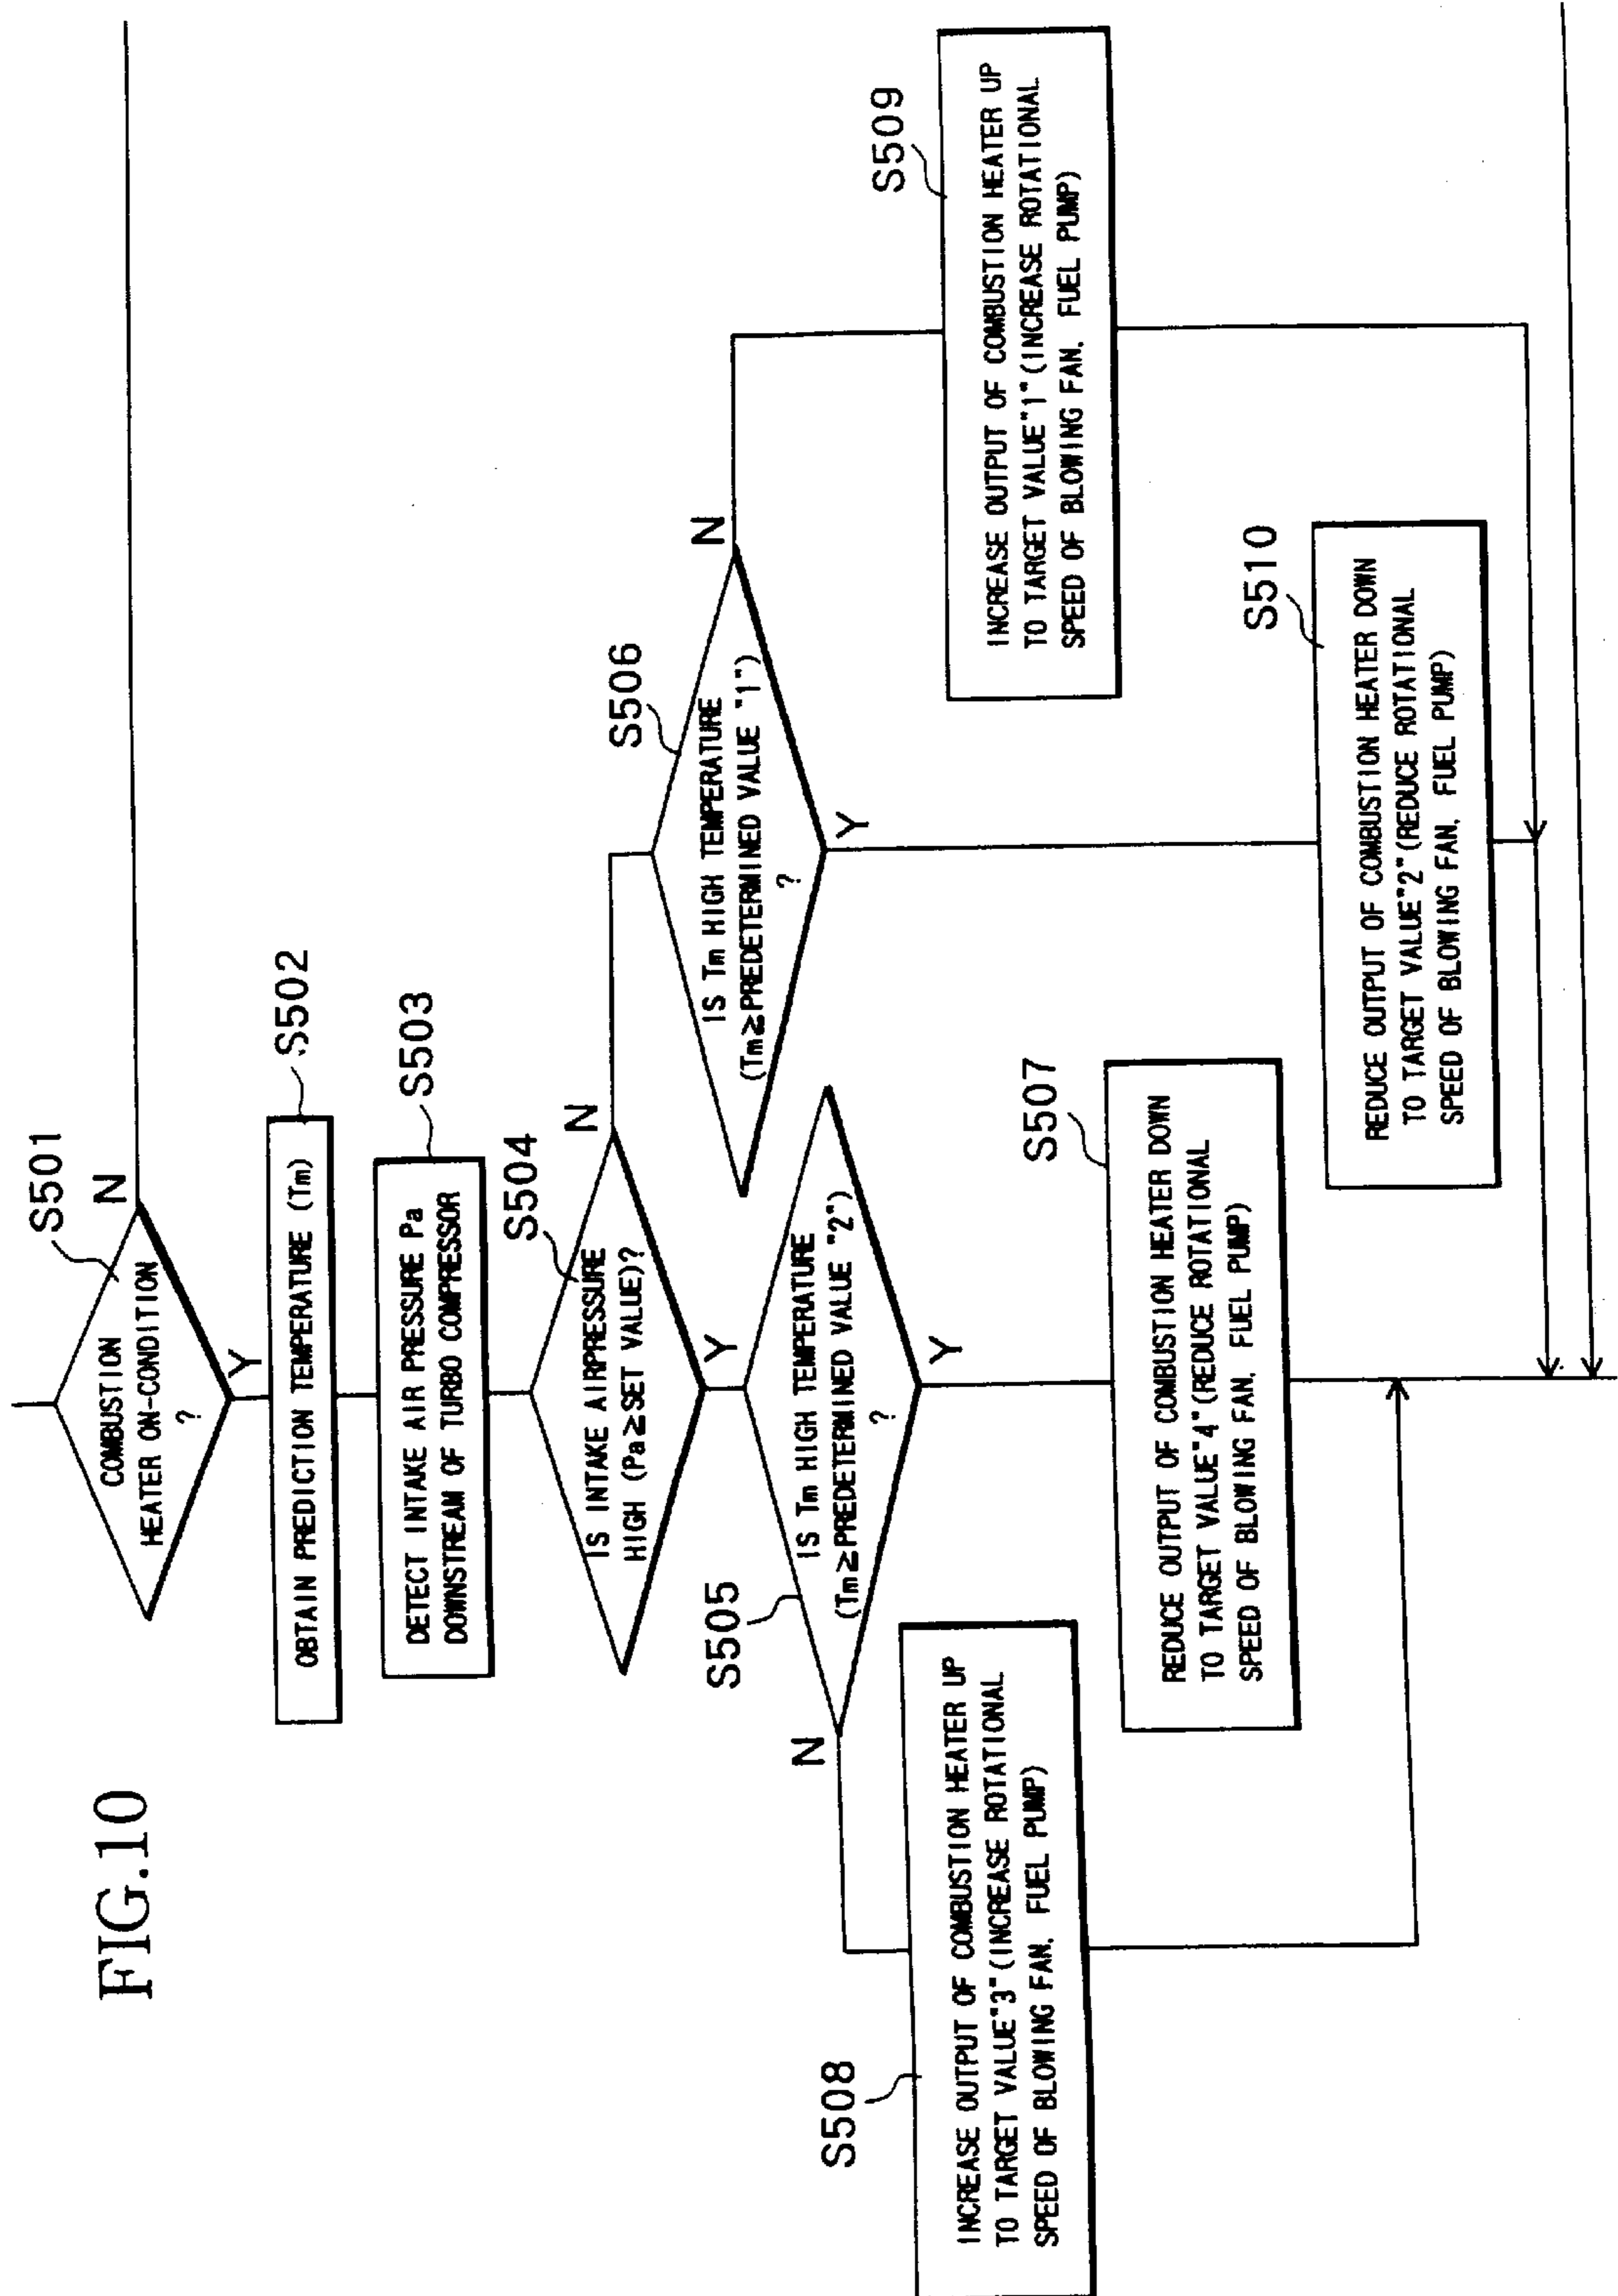 FIG.10
S501
COMBUSTION
HEATER ON-CONDITION
?
N
Y
S502
OBTAIN PREDICTION TEMPERATURE (Tm)
S503
DETECT INTAKE AIR PRESSURE Pa
DOWNSTREAM OF TURBO COMPRESSOR
S504
IS INTAKE AIRPRESSURE
HIGH (Pa≧SET VALUE)?
N
Y
S505
IS Tm HIGH TEMPERATURE
(Tm≧PREDETERMINED VALUE "2")
?
N
Y
S506
IS Tm HIGH TEMPERATURE
(Tm≧PREDETERMINED VALUE "1")
?
N
Y
S508
INCREASE OUTPUT OF COMBUSTION HEATER UP
TO TARGET VALUE"3"(INCREASE ROTATIONAL
SPEED OF BLOWING FAN, FUEL PUMP)
S507
REDUCE OUTPUT OF COMBUSTION HEATER DOWN
TO TARGET VALUE"4"(REDUCE ROTATIONAL
SPEED OF BLOWING FAN, FUEL PUMP)
S509
INCREASE OUTPUT OF COMBUSTION HEATER UP
TO TARGET VALUE"1"(INCREASE ROTATIONAL
SPEED OF BLOWING FAN, FUEL PUMP)
S510
REDUCE OUTPUT OF COMBUSTION HEATER DOWN
TO TARGET VALUE"2"(REDUCE ROTATIONAL
SPEED OF BLOWING FAN, FUEL PUMP)